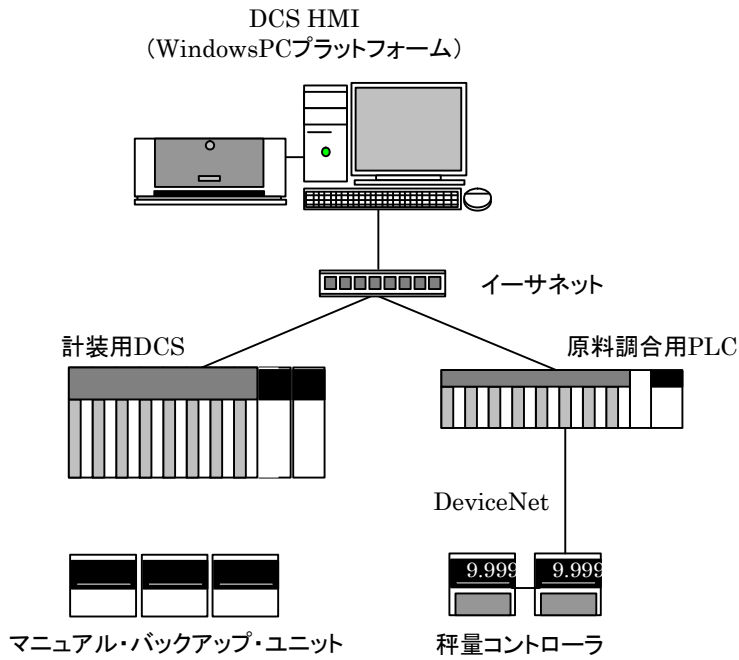 DCS HMI
（WindowsPCプラットフォーム）
イーサネット
計装用DCS
原料調合用PLC
DeviceNet
9.999
9.999
マニュアル・バックアップ・ユニット
秤量コントローラ